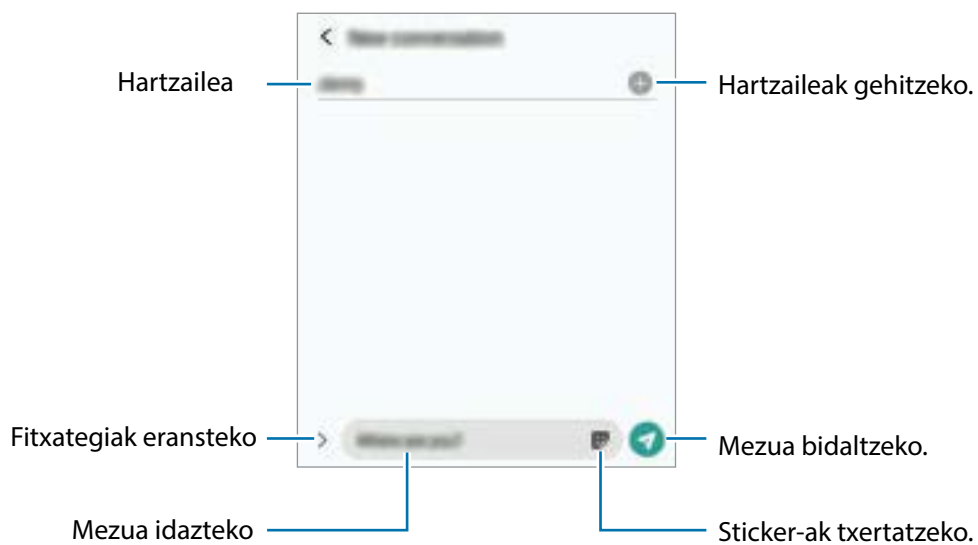 Hartzailea
Hartzaileak gehitzeko.
Fitxategiak eransteko
Mezua bidaltzeko.
Mezua idazteko
Sticker-ak txertatzeko.